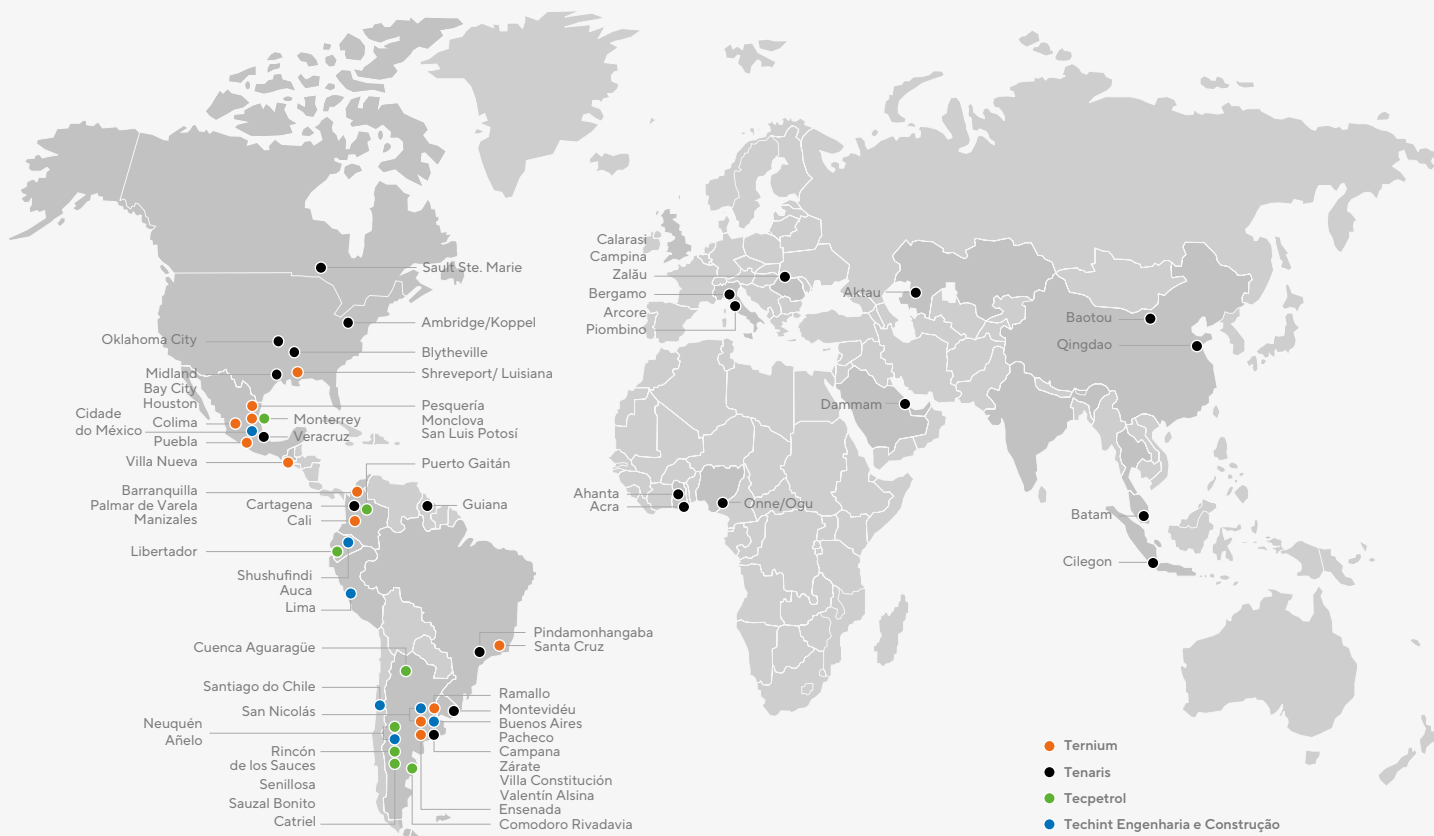 Sault Ste. Marie
Ambridge/Koppel
Oklahoma City
Blytheville
Shreveport/ Luisiana
Midland
Bay City
Houston
Cidade
do México
Colima
Puebla
Villa Nueva
Pesquería
Monclova
San Luis Potosí
Monterrey
Veracruz
Puerto Gaitán
Barranquilla
Palmar de Varela
Manizales
Cartagena
Cali
Guiana
Libertador
Shushufindi
Auca
Lima
Pindamonhangaba
Santa Cruz
Cuenca Aguaragüe
Santiago do Chile
San Nicolás
Neuquén
Añelo
Rincón
de los Sauces
Senillosa
Sauzal Bonito
Catriel
Ramallo
Montevidéu
Buenos Aires
Pacheco
Campana
Zárate
Villa Constitución
Valentín Alsina
Ensenada
Comodoro Rivadavia
Calarasi
Campina
Zalău
Bergamo
Arcore
Piombino
Aktau
Baotou
Qingdao
Dammam
Ahanta
Acra
Onne/Ogu
Batam
Cilegon
Ternium
Tenaris
Tecpetrol
Techint Engenharia e Construção